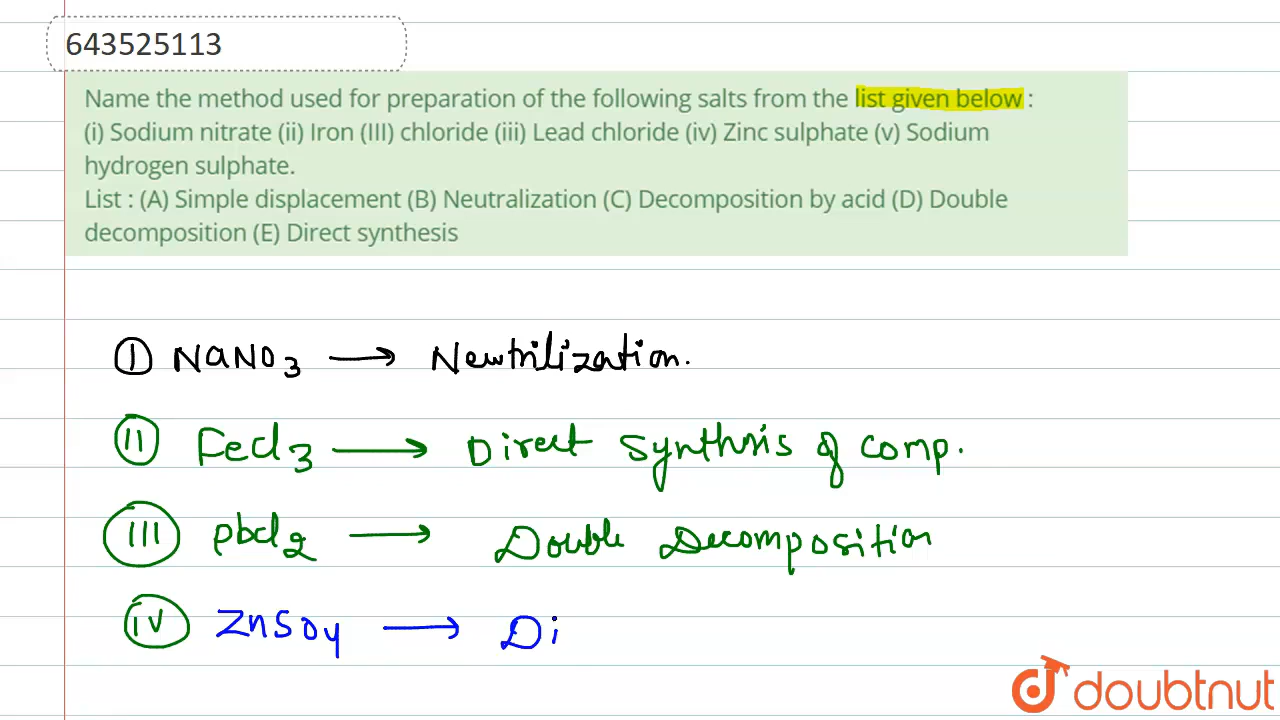 643525113
Name the method used for preparation of the following salts from the list given below :
(i) Sodium nitrate (ii) Iron (III) chloride (iii) Lead chloride (iv) Zinc sulphate (v) Sodium
hydrogen sulphate.
List : (A) Simple displacement (B) Neutralization (C) Decomposition by acid (D) Double
decomposition (E) Direct synthesis
I NaNO3 → Newtrilization.
II FeCl3 → Direct Synthsis of comp.
III PbCl2 → Double Decomposition
IV ZnSO4 → Di
doubtnut